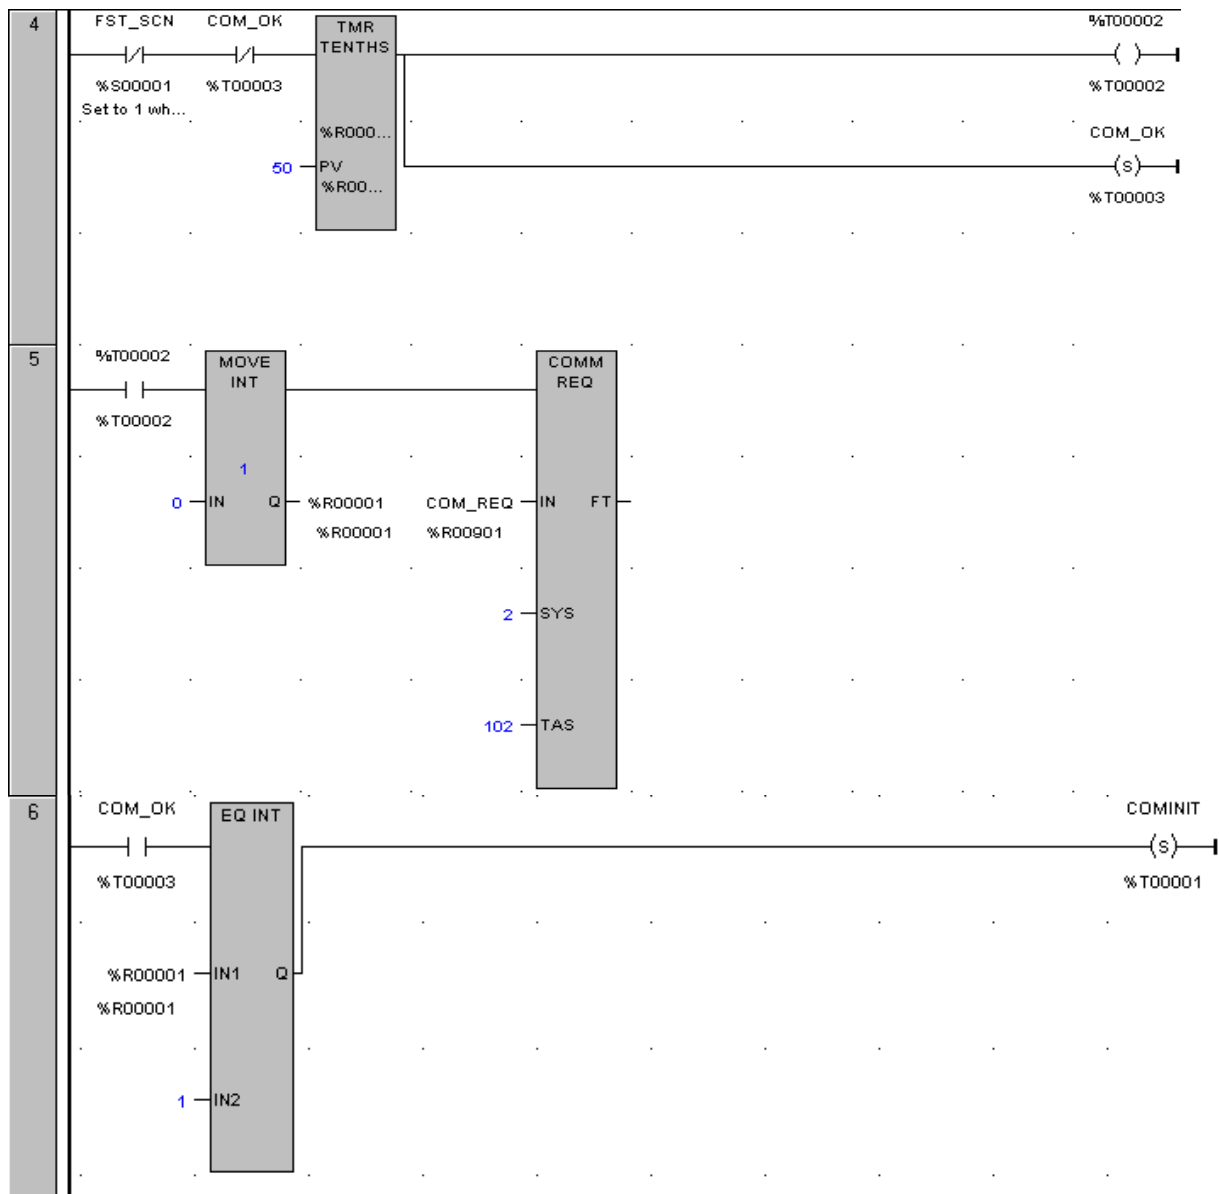 4
FST_SCN COM_OK TMR TENTHS %T00002
%S00001 %T00003 %T00002
Set to 1 wh...
%R000... COM_OK
50 PV (S)
%R00... %T00003
5
%T00002 MOVE INT COMM REQ
%T00002
1
0 IN Q %R00001 COM_REQ IN FT
%R00001 %R00901
2 SYS
102 TAS
6
COM_OK EQ INT COMINIT
(S)
%T00003 %T00001
%R00001 IN1 Q
%R00001
1 IN2